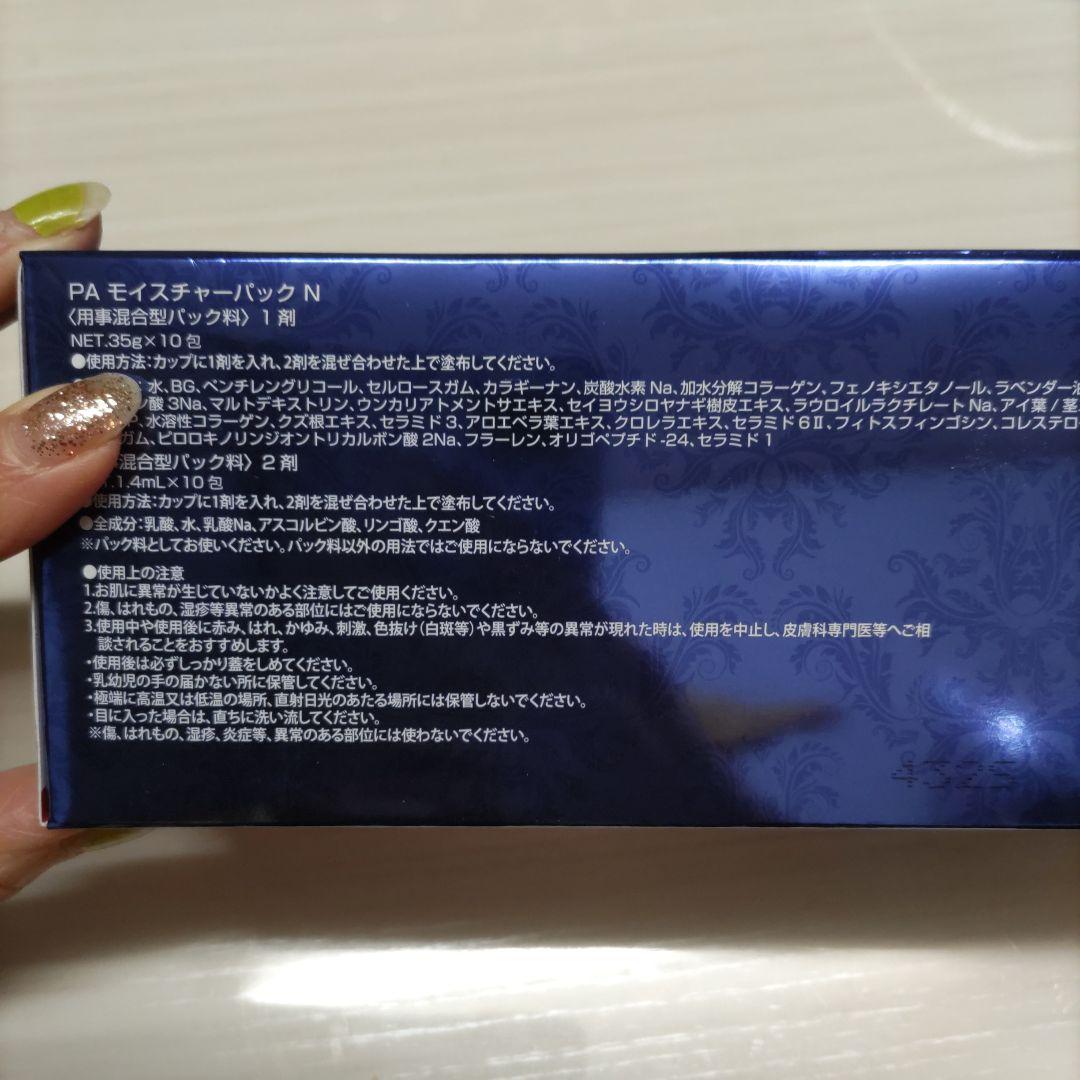 PA モイスチャーパック N
〈用事混合型パック料〉1 剤
NET.35g×10 包
●使用方法:カップに1剤を入れ、2剤を混ぜ合わせた上で塗布してください。
水、BG、ペンチレングリコール、セルロースガム、カラギーナン、炭酸水素 Na、加水分解コラーゲン、フェノキシエタノール、ラベンダー油
ン酸 3Na、マルトデキストリン、ウンカリアトメントサエキス、セイヨウシロヤナギ樹皮エキス、ラウロイルラクチレート Na、アイ葉 / 茎
P、水溶性コラーゲン、クズ根エキス、セラミド 3、アロエベラ葉エキス、クロレラエキス、セラミド 6Ⅱ、フィトスフィンゴシン、コレステロ
ガム、ピロロキノリンジオントリカルボン酸 2Na、フラーレン、オリゴペプチド-24、セラミド 1
混合型パック料〉2 剤
1.4mL×10 包
使用方法:カップに1剤を入れ、2剤を混ぜ合わせた上で塗布してください。
●全成分:乳酸、水、乳酸Na、アスコルビン酸、リンゴ酸、クエン酸
※パック料としてお使いください。パック料以外の用法ではご使用にならないでください。
●使用上の注意
1.お肌に異常が生じていないかよく注意してご使用ください。
2.傷、はれもの、湿疹等異常のある部位にはご使用にならないでください。
3.使用中や使用後に赤み、はれ、かゆみ、刺激、色抜け(白斑等)や黒ずみ等の異常が現れた時は、使用を中止し、皮膚科専門医等へご相
談されることをおすすめします。
・使用後は必ずしっかり蓋をしめてください。
・乳幼児の手の届かない所に保管してください。
・極端に高温又は低温の場所、直射日光のあたる場所には保管しないでください。
・目に入った場合は、直ちに洗い流してください。
※傷、はれもの、湿疹、炎症等、異常のある部位には使わないでください。